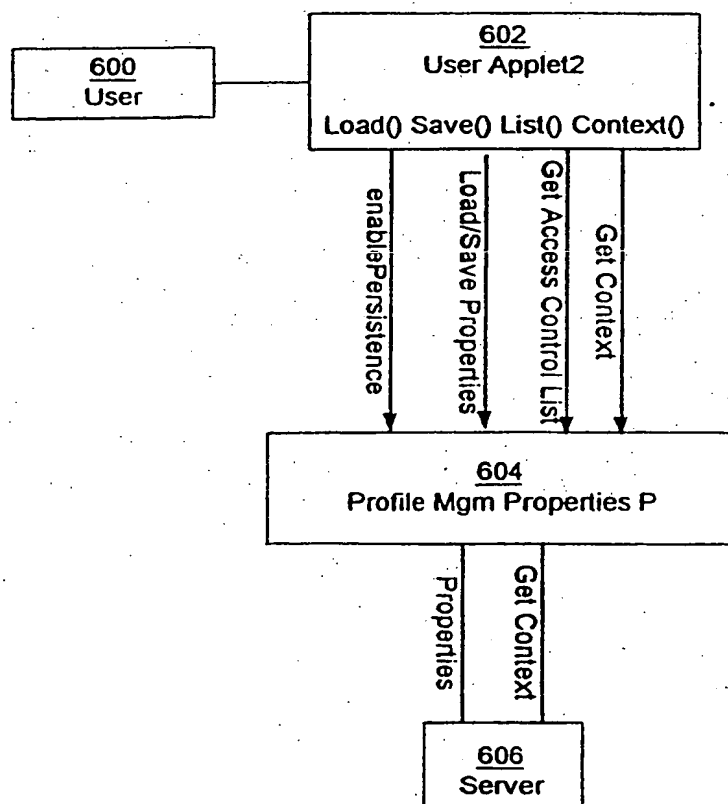 600
User
602
User Applet2
Load() Save() List() Context()
enablePersistence
Load/Save Properties
Get Access Control List
Get Context
604
Profile Mgm Properties P
Properties
Get Context
606
Server